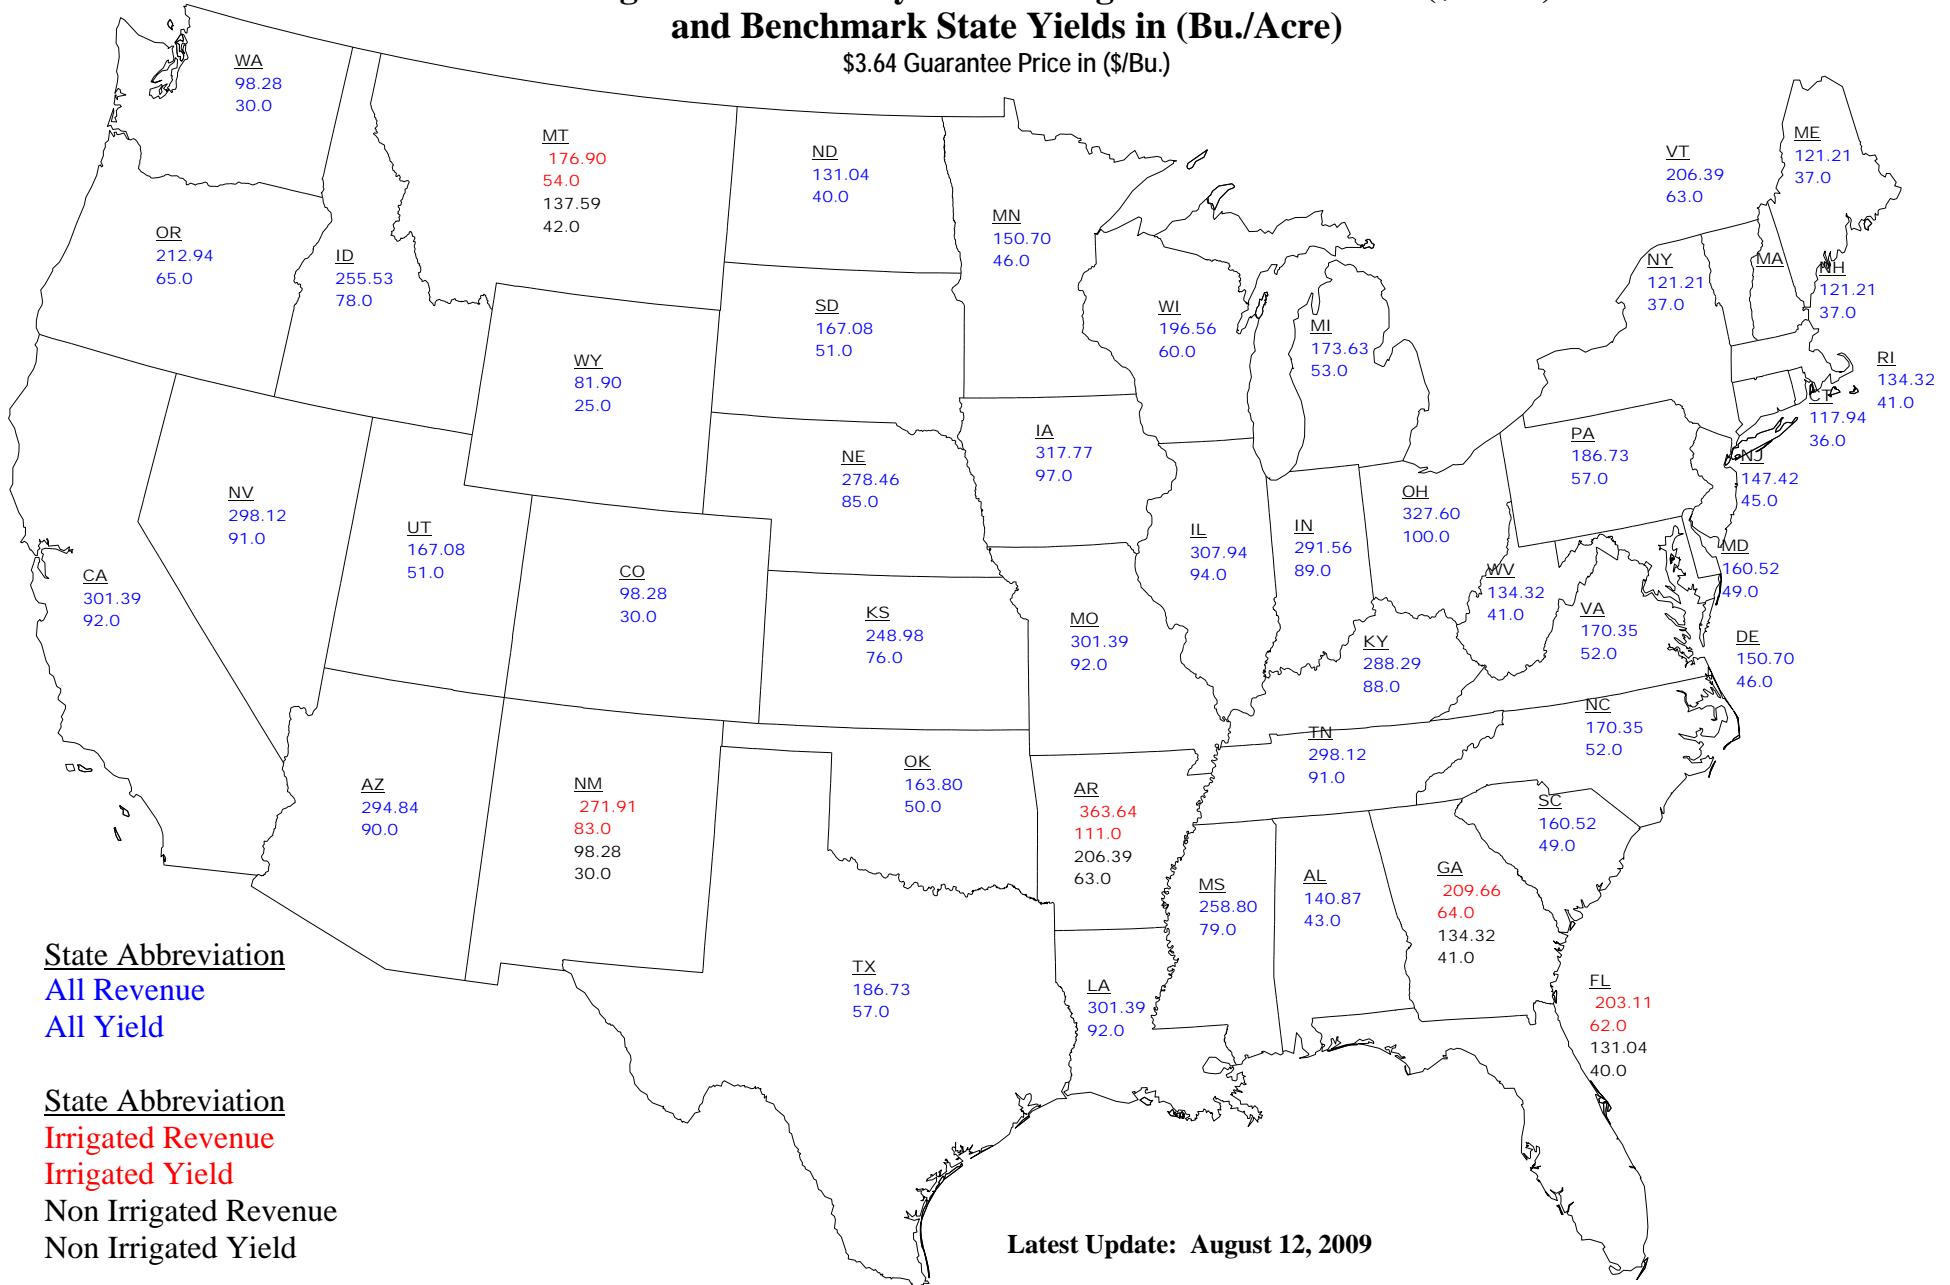 and Benchmark State Yields in (Bu./Acre)
$3.64 Guarantee Price in ($/Bu.)
WA
98.28
30.0
MT
176.90
54.0
137.59
42.0
ND
131.04
40.0
MN
150.70
46.0
VT
206.39
63.0
ME
121.21
37.0
OR
212.94
65.0
ID
255.53
78.0
SD
167.08
51.0
WI
196.56
60.0
MI
173.63
53.0
NY
121.21
37.0
MA
NH
121.21
37.0
WY
81.90
25.0
RI
134.32
41.0
CT
117.94
36.0
IA
317.77
97.0
NE
278.46
85.0
PA
186.73
57.0
NJ
147.42
45.0
NV
298.12
91.0
UT
167.08
51.0
IL
307.94
94.0
IN
291.56
89.0
OH
327.60
100.0
MD
160.52
49.0
CA
301.39
92.0
CO
98.28
30.0
KS
248.98
76.0
MO
301.39
92.0
WV
134.32
41.0
VA
170.35
52.0
KY
288.29
88.0
DE
150.70
46.0
NC
170.35
52.0
TN
298.12
91.0
AZ
294.84
90.0
NM
271.91
83.0
98.28
30.0
OK
163.80
50.0
AR
363.64
111.0
206.39
63.0
SC
160.52
49.0
MS
258.80
79.0
AL
140.87
43.0
GA
209.66
64.0
134.32
41.0
TX
186.73
57.0
LA
301.39
92.0
FL
203.11
62.0
131.04
40.0
State Abbreviation
All Revenue
All Yield
State Abbreviation
Irrigated Revenue
Irrigated Yield
Non Irrigated Revenue
Non Irrigated Yield
Latest Update: August 12, 2009